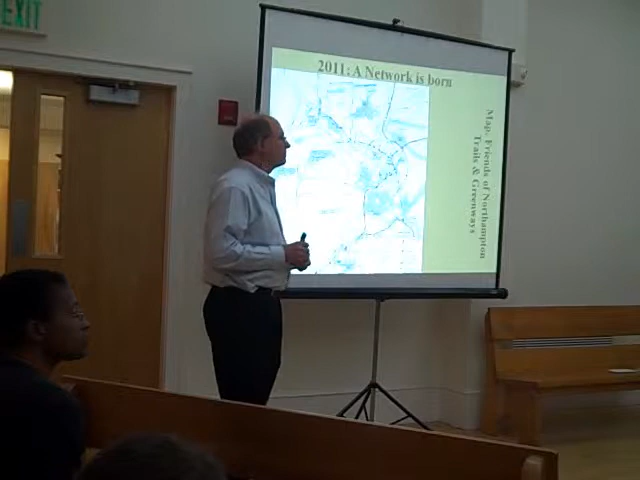 EXIT
2011: A Network is born
Map: Friends of Northampton
Trails & Greenways